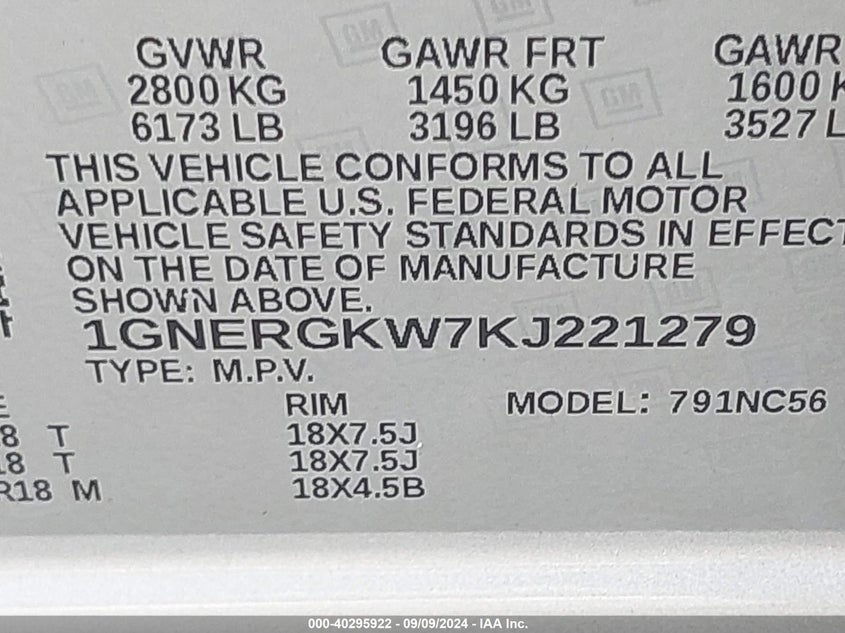 GVWR GAWR FRT GAWR
2800 KG 1450 KG 1600 K
6173 LB 3196 LB 3527 L
THIS VEHICLE CONFORMS TO ALL
APPLICABLE U.S. FEDERAL MOTOR
VEHICLE SAFETY STANDARDS IN EFFECT
ON THE DATE OF MANUFACTURE
SHOWN ABOVE.
1GNERGKW7KJ221279
TYPE: M.P.V.
RIM MODEL: 791NC56
8 T 18X7.5J
18 T 18X7.5J
R18 M 18X4.5B
000-40295922 - 09/09/2024 - IAA Inc.